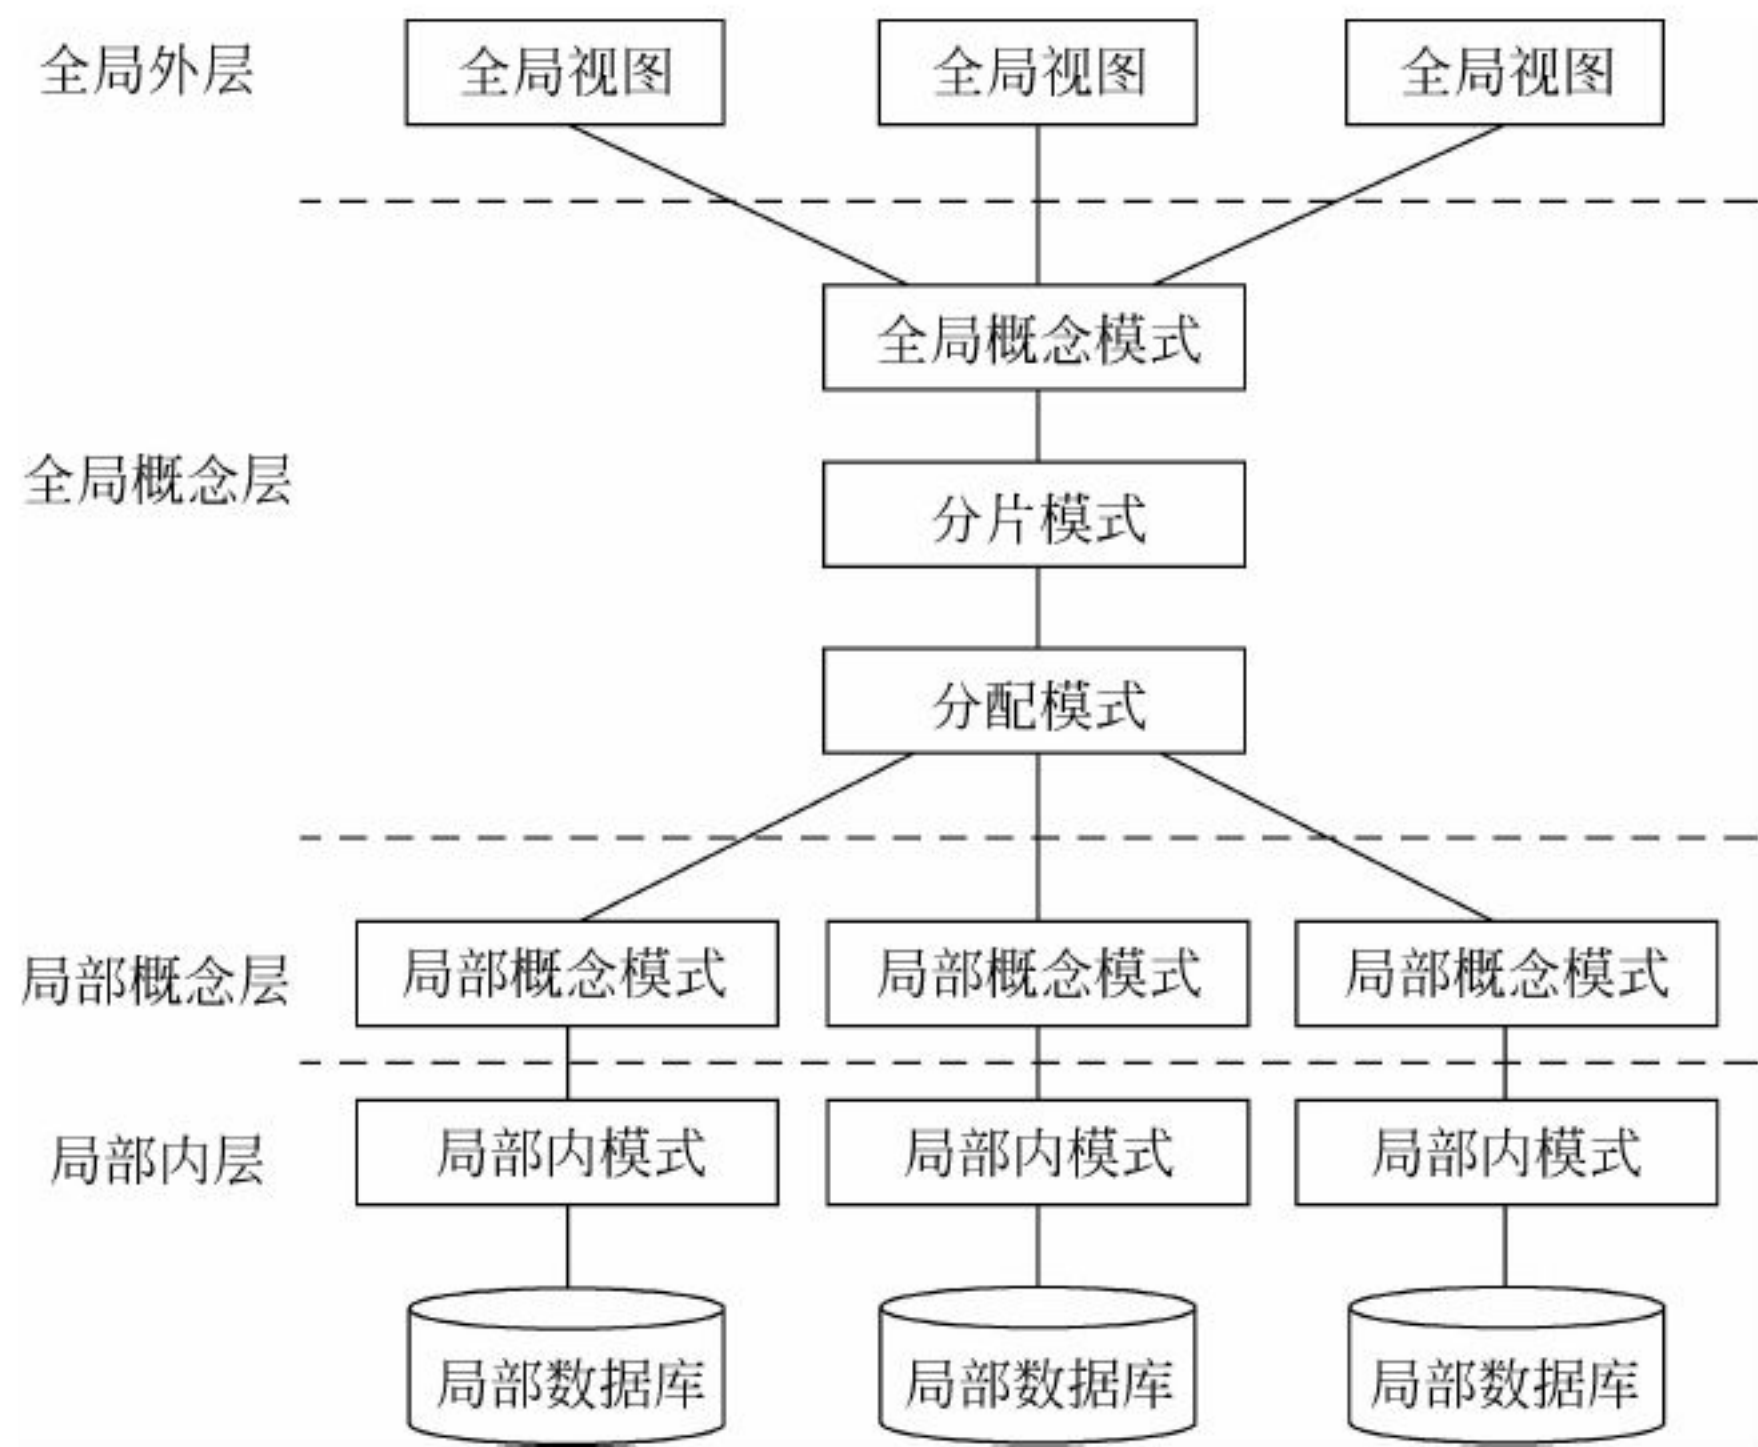 全局外层
全局视图
全局视图
全局视图
全局概念模式
全局概念层
分片模式
分配模式
局部概念层
局部概念模式
局部概念模式
局部概念模式
局部内层
局部内模式
局部内模式
局部内模式
局部数据库
局部数据库
局部数据库